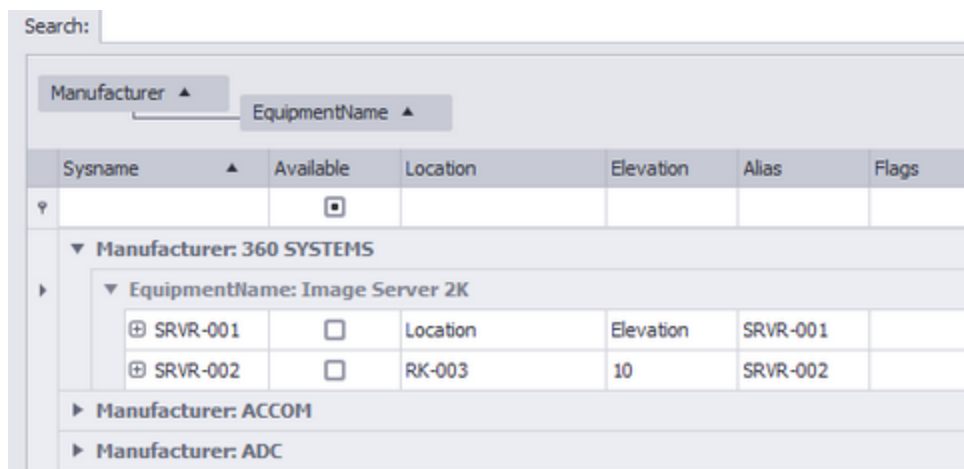 Search:
Manufacturer
EquipmentName
Sysname Available Location Elevation Alias Flags
Manufacturer: 360 SYSTEMS
EquipmentName: Image Server 2K
SRVR-001 Location Elevation SRVR-001
SRVR-002 RK-003 10 SRVR-002
Manufacturer: ACCOM
Manufacturer: ADC